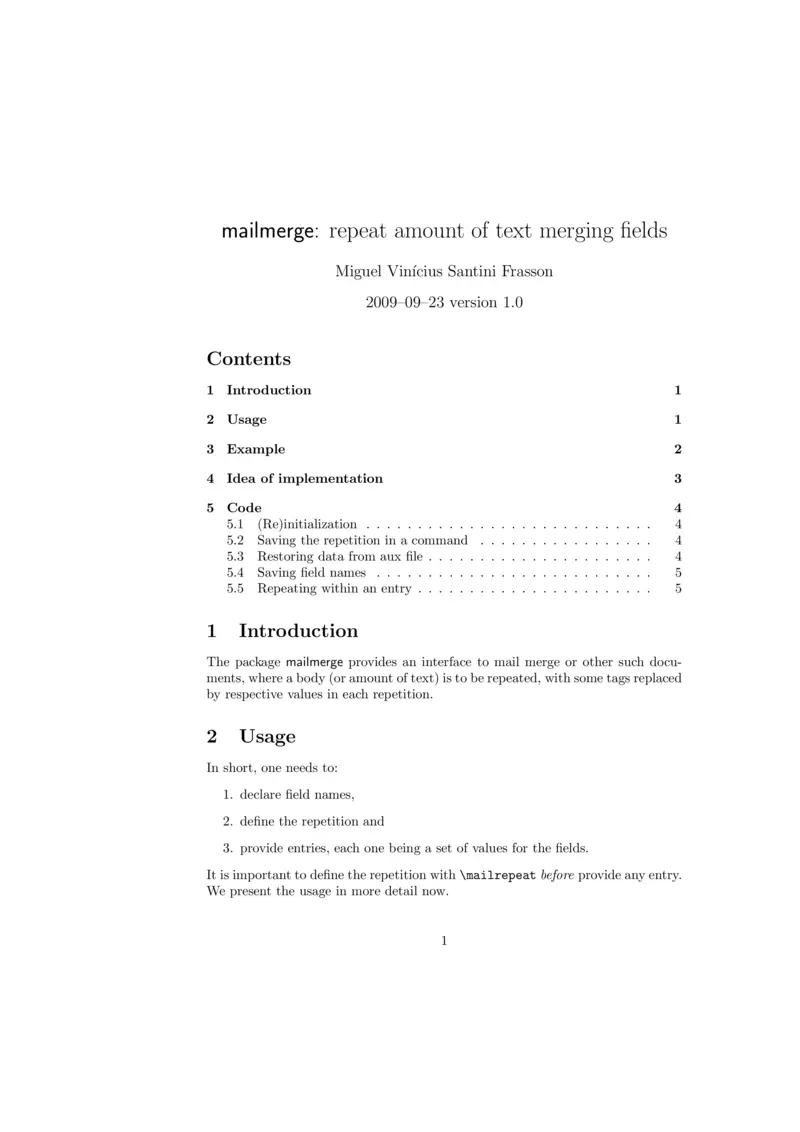 mailmerge: repeat amount of text merging fields
Miguel Vinícius Santini Frasson
2009–09–23 version 1.0
Contents
1 Introduction 1
2 Usage 1
3 Example 2
4 Idea of implementation 3
5 Code 4
5.1 (Re)initialization . . . . . . . . . . . . . . . . . . . . . . . . . . . . 4
5.2 Saving the repetition in a command . . . . . . . . . . . . . . . . . 4
5.3 Restoring data from aux file . . . . . . . . . . . . . . . . . . . . . . 4
5.4 Saving field names . . . . . . . . . . . . . . . . . . . . . . . . . . . 5
5.5 Repeating within an entry . . . . . . . . . . . . . . . . . . . . . . . 5
1 Introduction
The package mailmerge provides an interface to mail merge or other such docu-
ments, where a body (or amount of text) is to be repeated, with some tags replaced
by respective values in each repetition.
2 Usage
In short, one needs to:
1. declare field names,
2. define the repetition and
3. provide entries, each one being a set of values for the fields.
It is important to define the repetition with \mailrepeat before provide any entry.
We present the usage in more detail now.
1